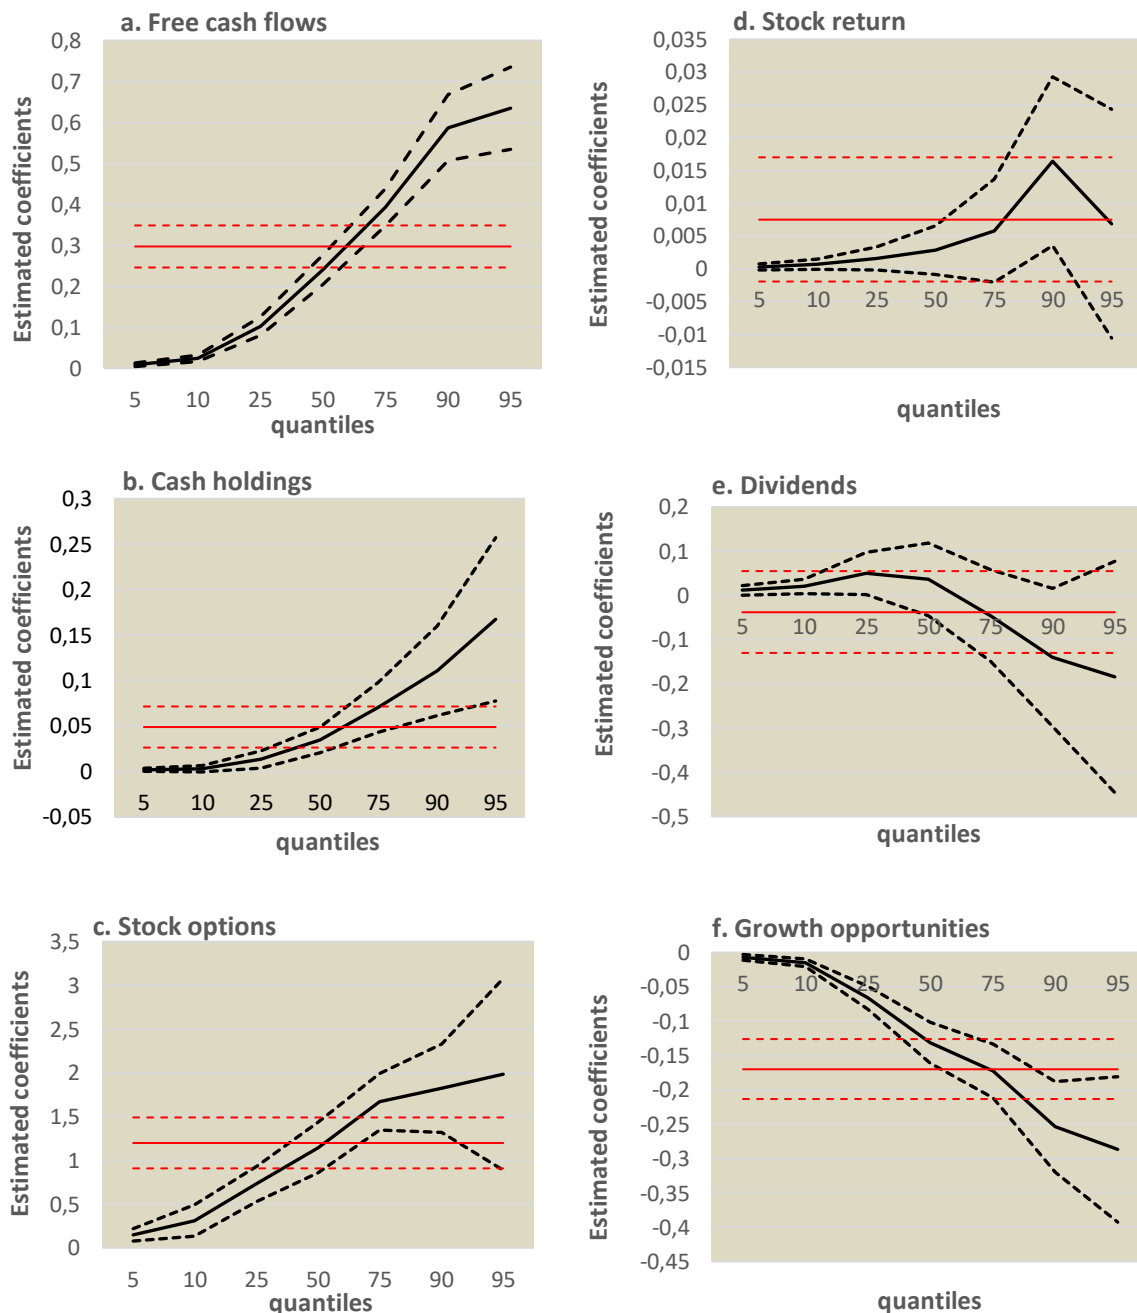 a. Free cash flows
Estimated coefficients
0,8
0,7
0,6
0,5
0,4
0,3
0,2
0,1
0
5 10 25 50 75 90 95
quantiles
b. Cash holdings
Estimated coefficients
0,3
0,25
0,2
0,15
0,1
0,05
0
-0,05
5 10 25 50 75 90 95
quantiles
c. Stock options
Estimated coefficients
3,5
3
2,5
2
1,5
1
0,5
0
5 10 25 50 75 90 95
quantiles
d. Stock return
Estimated coefficients
0,035
0,03
0,025
0,02
0,015
0,01
0,005
0
-0,005
-0,01
-0,015
5 10 25 50 75 90 95
quantiles
e. Dividends
Estimated coefficients
0,2
0,1
0
-0,1
-0,2
-0,3
-0,4
-0,5
5 10 25 50 75 90 95
quantiles
f. Growth opportunities
Estimated coefficients
0
-0,05
-0,1
-0,15
-0,2
-0,25
-0,3
-0,35
-0,4
-0,45
5 10 25 50 75 90 95
quantiles